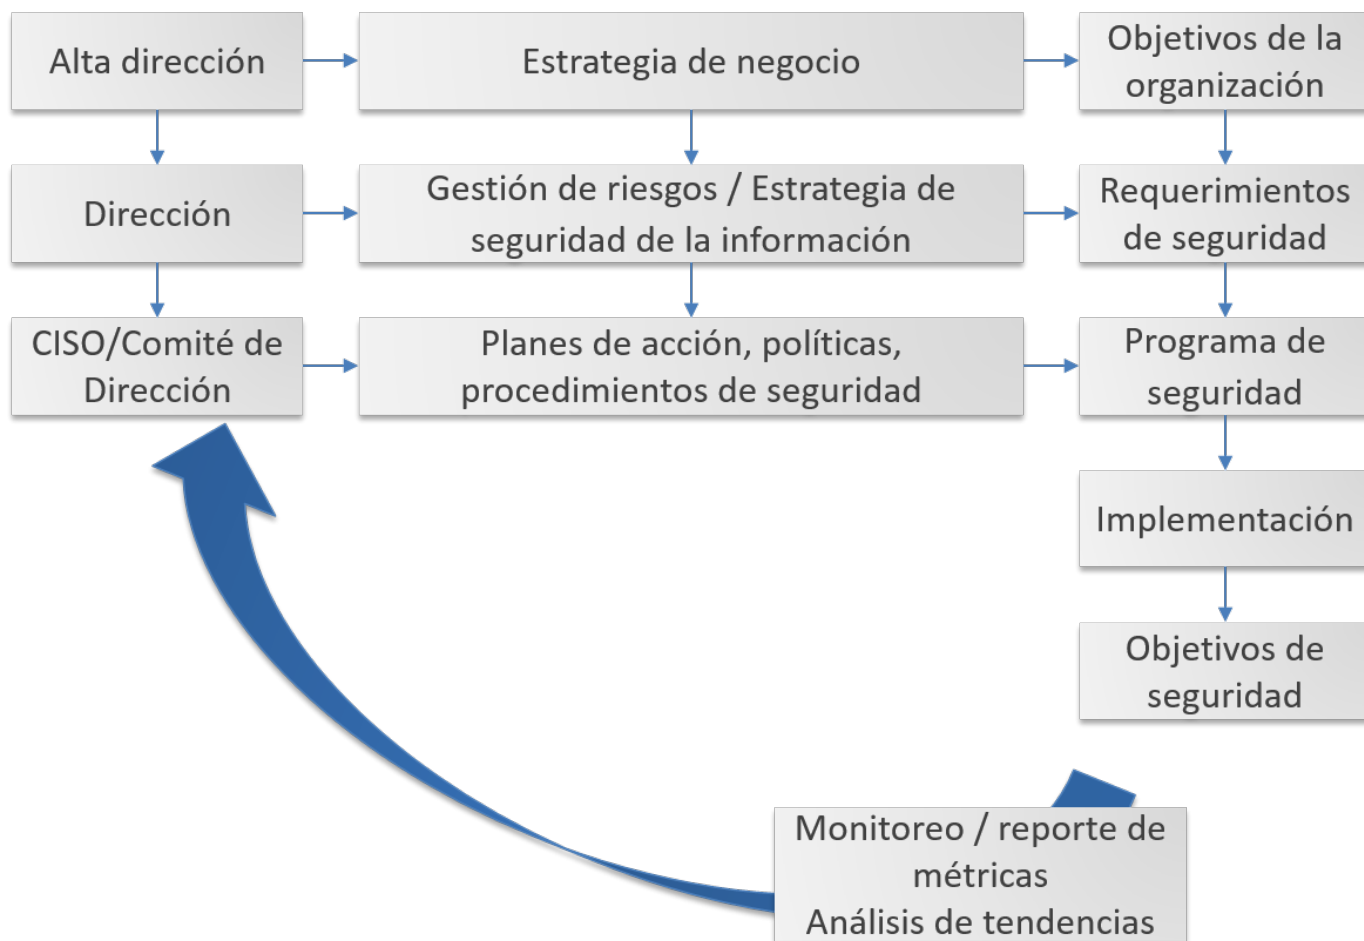 Alta dirección
Estrategia de negocio
Objetivos de la
organización
Dirección
Gestión de riesgos / Estrategia de
seguridad de la información
Requerimientos
de seguridad
CISO/Comité de
Dirección
Planes de acción, políticas,
procedimientos de seguridad
Programa de
seguridad
Implementación
Objetivos de
seguridad
Monitoreo / reporte de
métricas
Análisis de tendencias